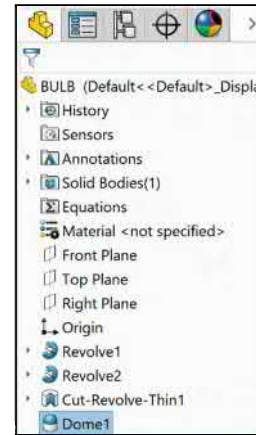 BULB (Default<<Default>_Displa
History
Sensors
Annotations
Solid Bodies(1)
Equations
Material <not specified>
Front Plane
Top Plane
Right Plane
Origin
Revolve1
Revolve2
Cut-Revolve-Thin1
Dome1